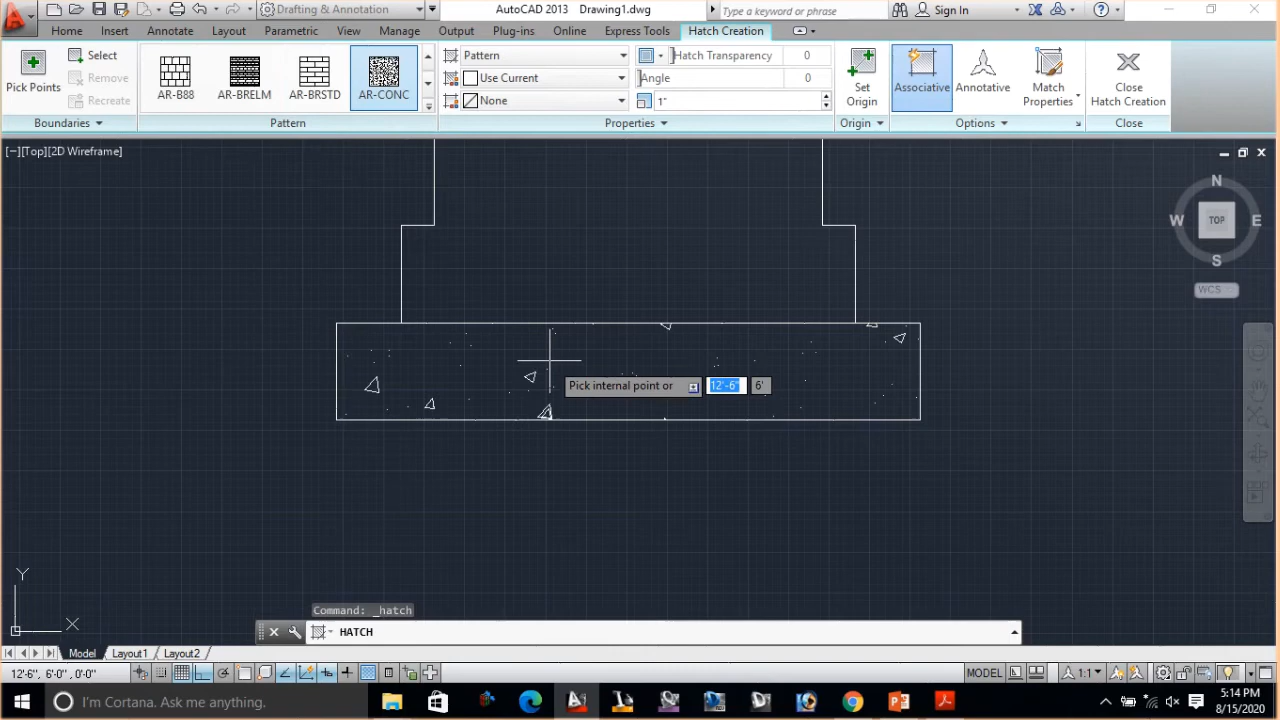 Drafting & Annotation
AutoCAD 2013 Drawing1.dwg
Type a keyword or phrase
Sign In
Home Insert Annotate Layout Parametric View Manage Output Plug-ins Online Express Tools Hatch Creation
Pick Points
Select
Remove
Recreate
Boundaries
AR-B88 AR-BRELM AR-BRSTD AR-CONC
Pattern
Pattern
Use Current
None
Hatch Transparency 0
Angle 0
1"
Properties
Set
Origin
Origin
Associative
Annotative
Match
Properties
Options
Close
Hatch Creation
Close
[−][Top][2D Wireframe]
N
W TOP E
S
WCS
Pick internal point or 12'-6" 6'
Y
X
Command: _hatch
HATCH
Model Layout1 Layout2
12'-6", 6'-0", 0'-0"
MODEL
1:1
I'm Cortana. Ask me anything.
5:14 PM
8/15/2020